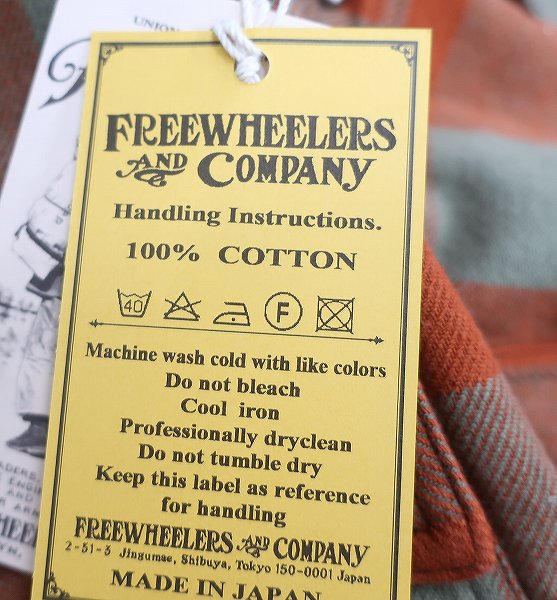 UNION
FREEWHEELERS
AND COMPANY
Handling Instructions.
100% COTTON
40
F
Machine wash cold with like colors
Do not bleach
Cool iron
Professionally dryclean
Do not tumble dry
Keep this label as reference
for handling
FREEWHEELERS AND COMPANY
2-51-3 Jingumae, Shibuya, Tokyo 150-0001 Japan
MADE IN JAPAN